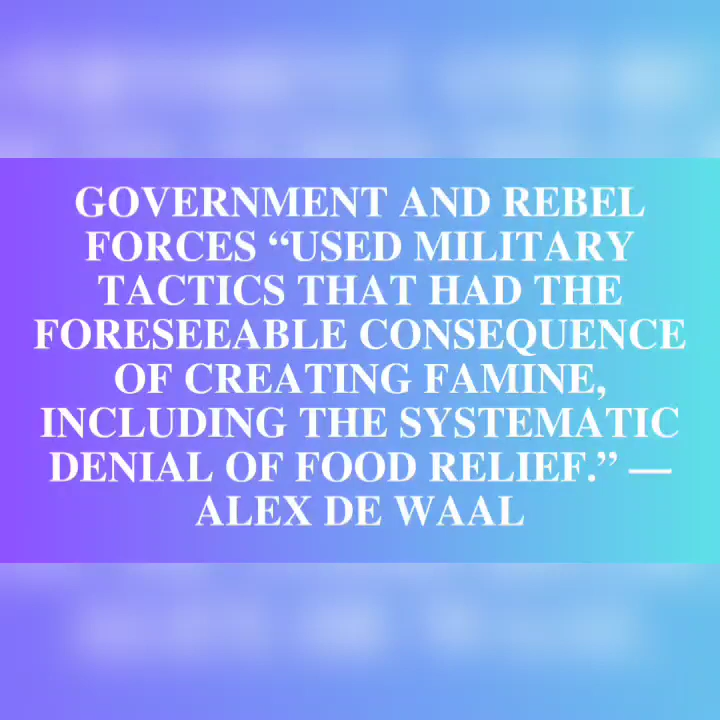 GOVERNMENT AND REBEL
FORCES “USED MILITARY
TACTICS THAT HAD THE
FORESEEABLE CONSEQUENCE
OF CREATING FAMINE,
INCLUDING THE SYSTEMATIC
DENIAL OF FOOD RELIEF.” —
ALEX DE WAAL